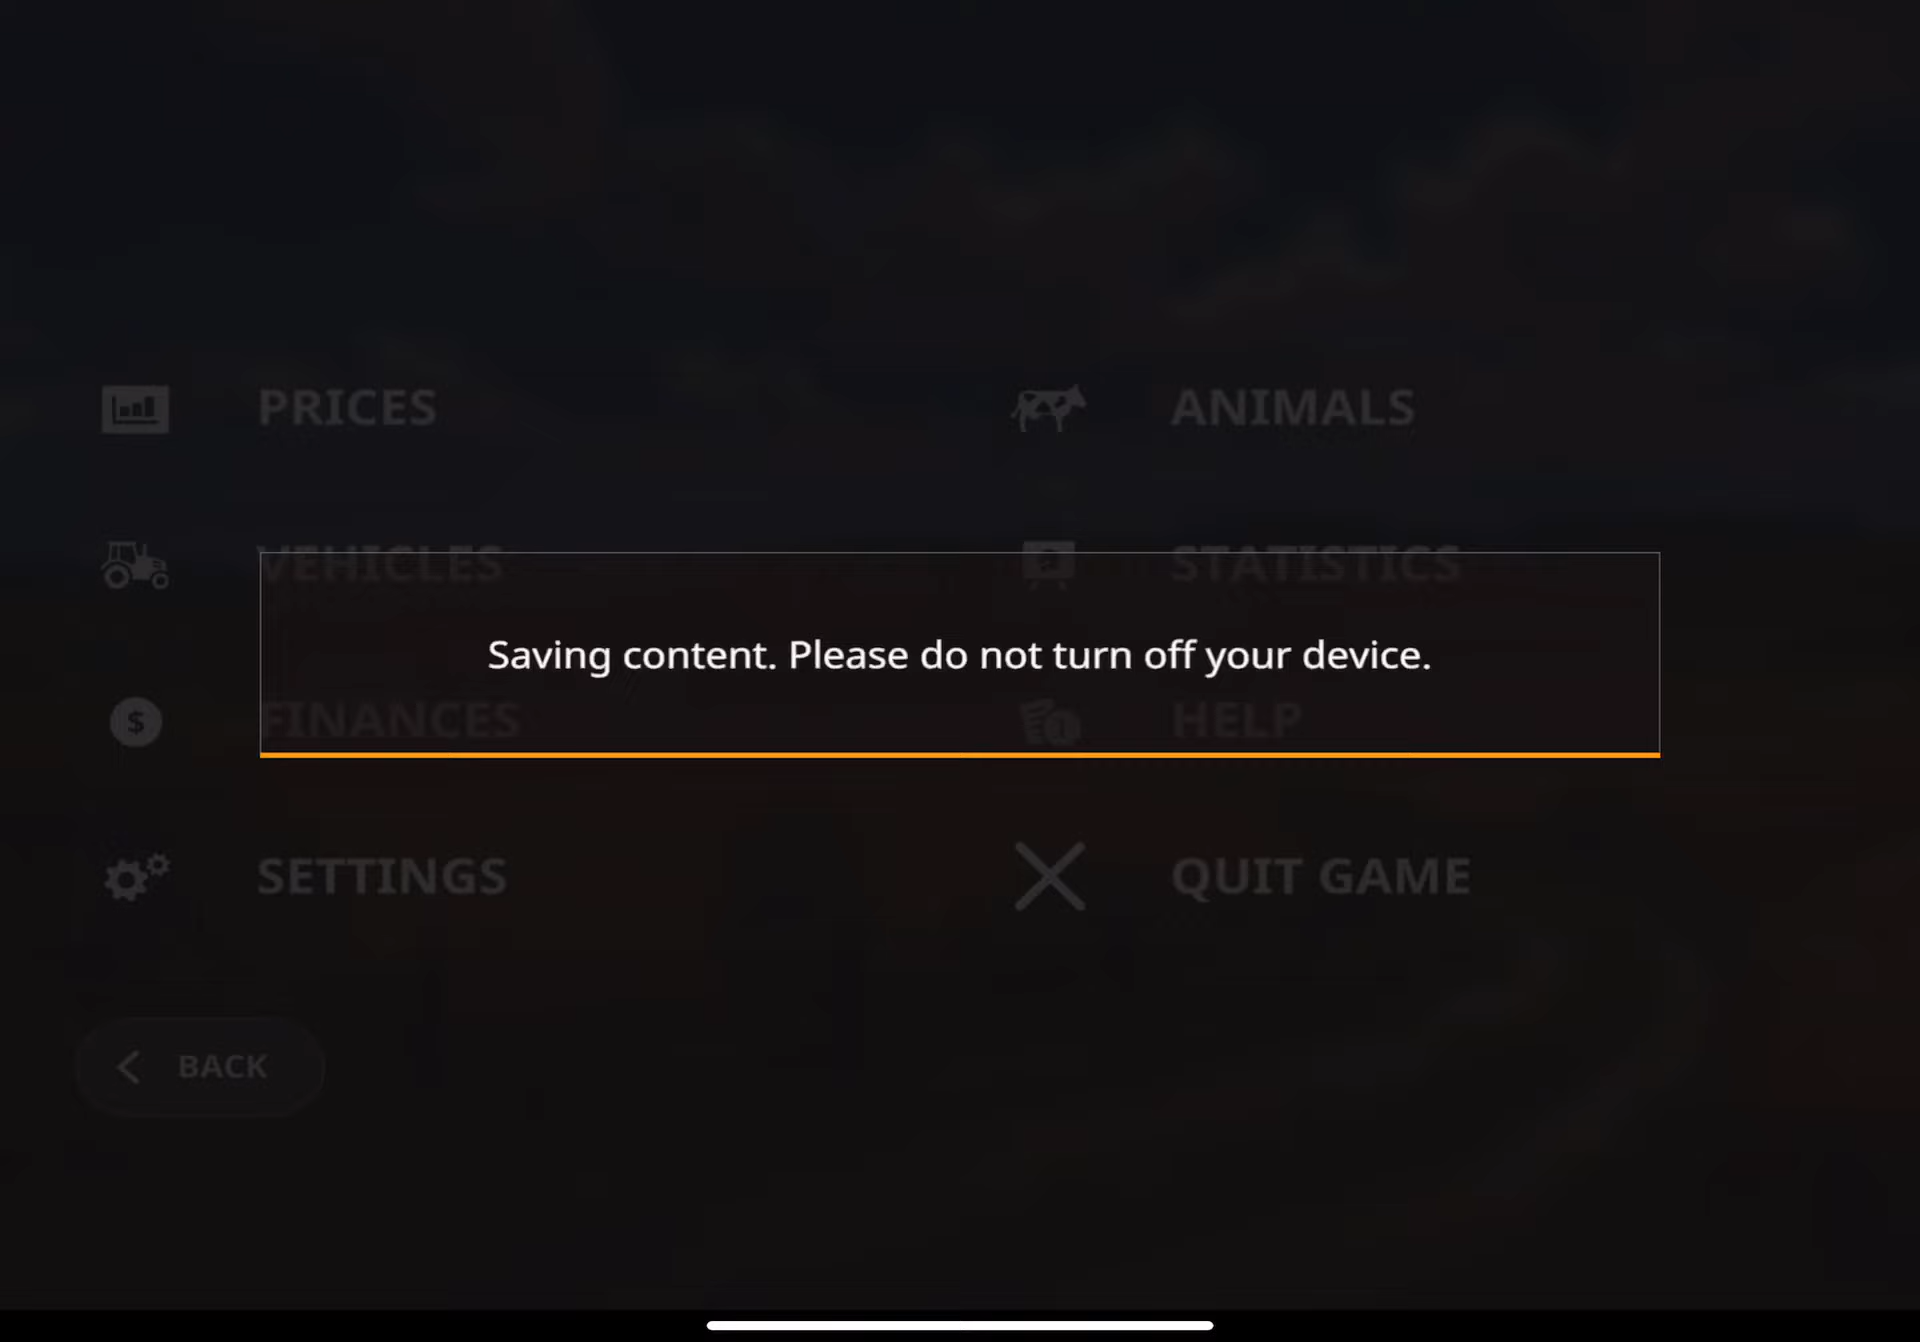 PRICES
ANIMALS
VEHICLES
STATISTICS
Saving content. Please do not turn off your device.
FINANCES
HELP
SETTINGS
QUIT GAME
BACK